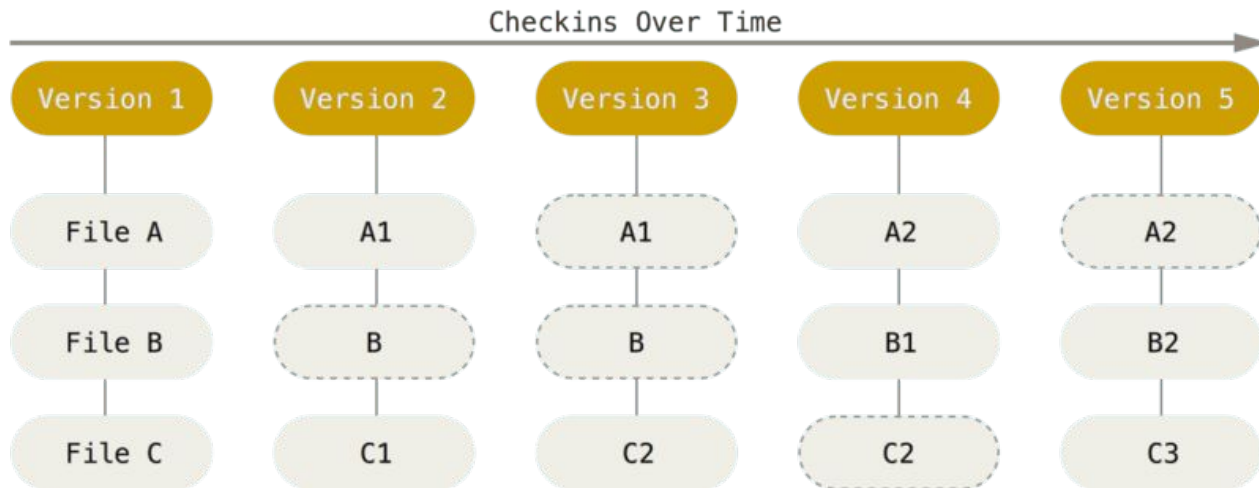 Checkins Over Time
Version 1 Version 2 Version 3 Version 4 Version 5
File A A1 A1 A2 A2
File B B B B1 B2
File C C1 C2 C2 C3